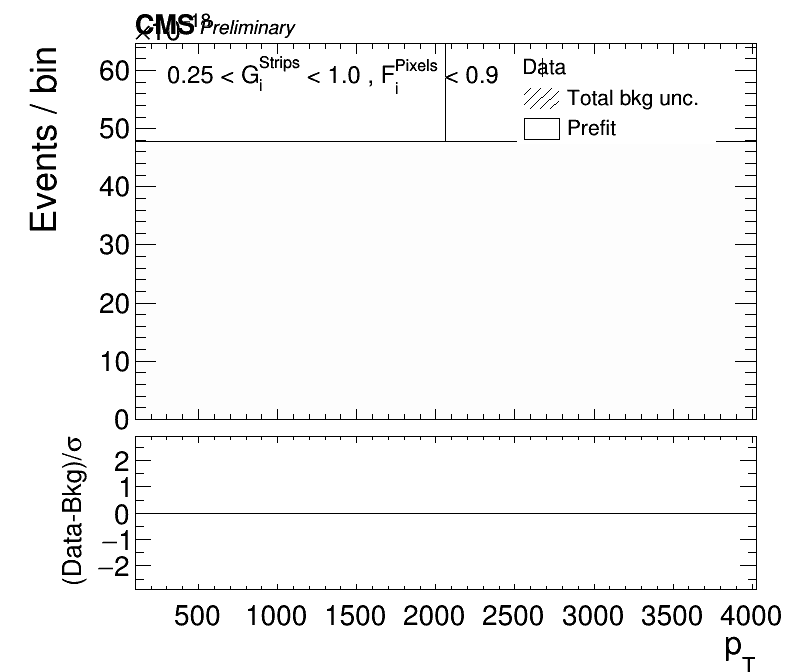 CMS Preliminary
×10¹⁸
Events / bin
60
50
40
30
20
10
0
0.25 < G_i^Strips < 1.0 , F_i^Pixels < 0.9
Data
Total bkg unc.
Prefit
(Data-Bkg)/σ
2
1
0
−1
−2
500 1000 1500 2000 2500 3000 3500 4000
p_T